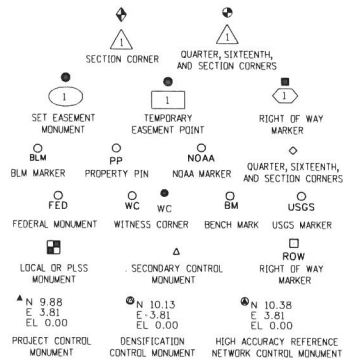 1 1
SECTION CORNER QUARTER, SIXTEENTH,
AND SECTION CORNERS
1 1 1
SET EASEMENT TEMPORARY RIGHT OF WAY
MONUMENT EASEMENT POINT MARKER
BLM PP NOAA
BLM MARKER PROPERTY PIN NOAA MARKER QUARTER, SIXTEENTH,
AND SECTION CORNERS
FED WC WC BM USGS
FEDERAL MONUMENT WITNESS CORNER BENCH MARK USGS MARKER
ROW
LOCAL OR PLSS SECONDARY CONTROL RIGHT OF WAY
MONUMENT MONUMENT MARKER
N 9.88 N 10.13 N 10.38
E 3.81 E -3.81 E 3.81
EL 0.00 EL 0.00 EL 0.00
PROJECT CONTROL DENSIFICATION HIGH ACCURACY REFERENCE
MONUMENT CONTROL MONUMENT NETWORK CONTROL MONUMENT